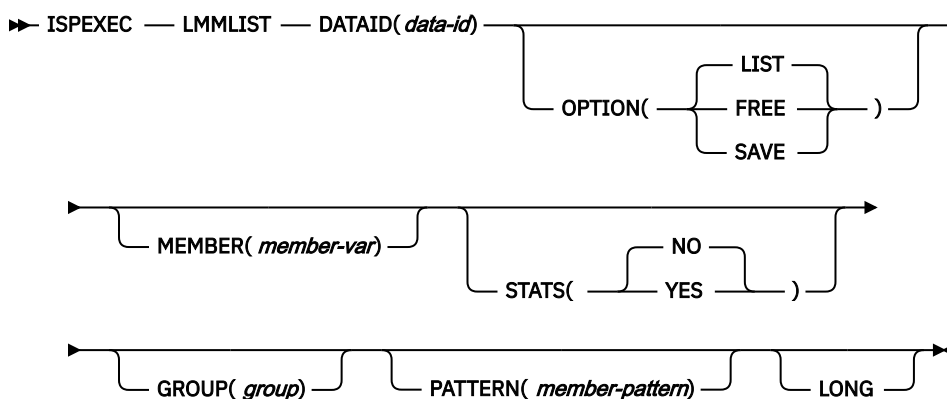 ISPEXEC LMMLIST DATAID( data-id)
LIST
OPTION( FREE )
SAVE
MEMBER( member-var)
NO
STATS( YES )
GROUP( group)
PATTERN( member-pattern)
LONG